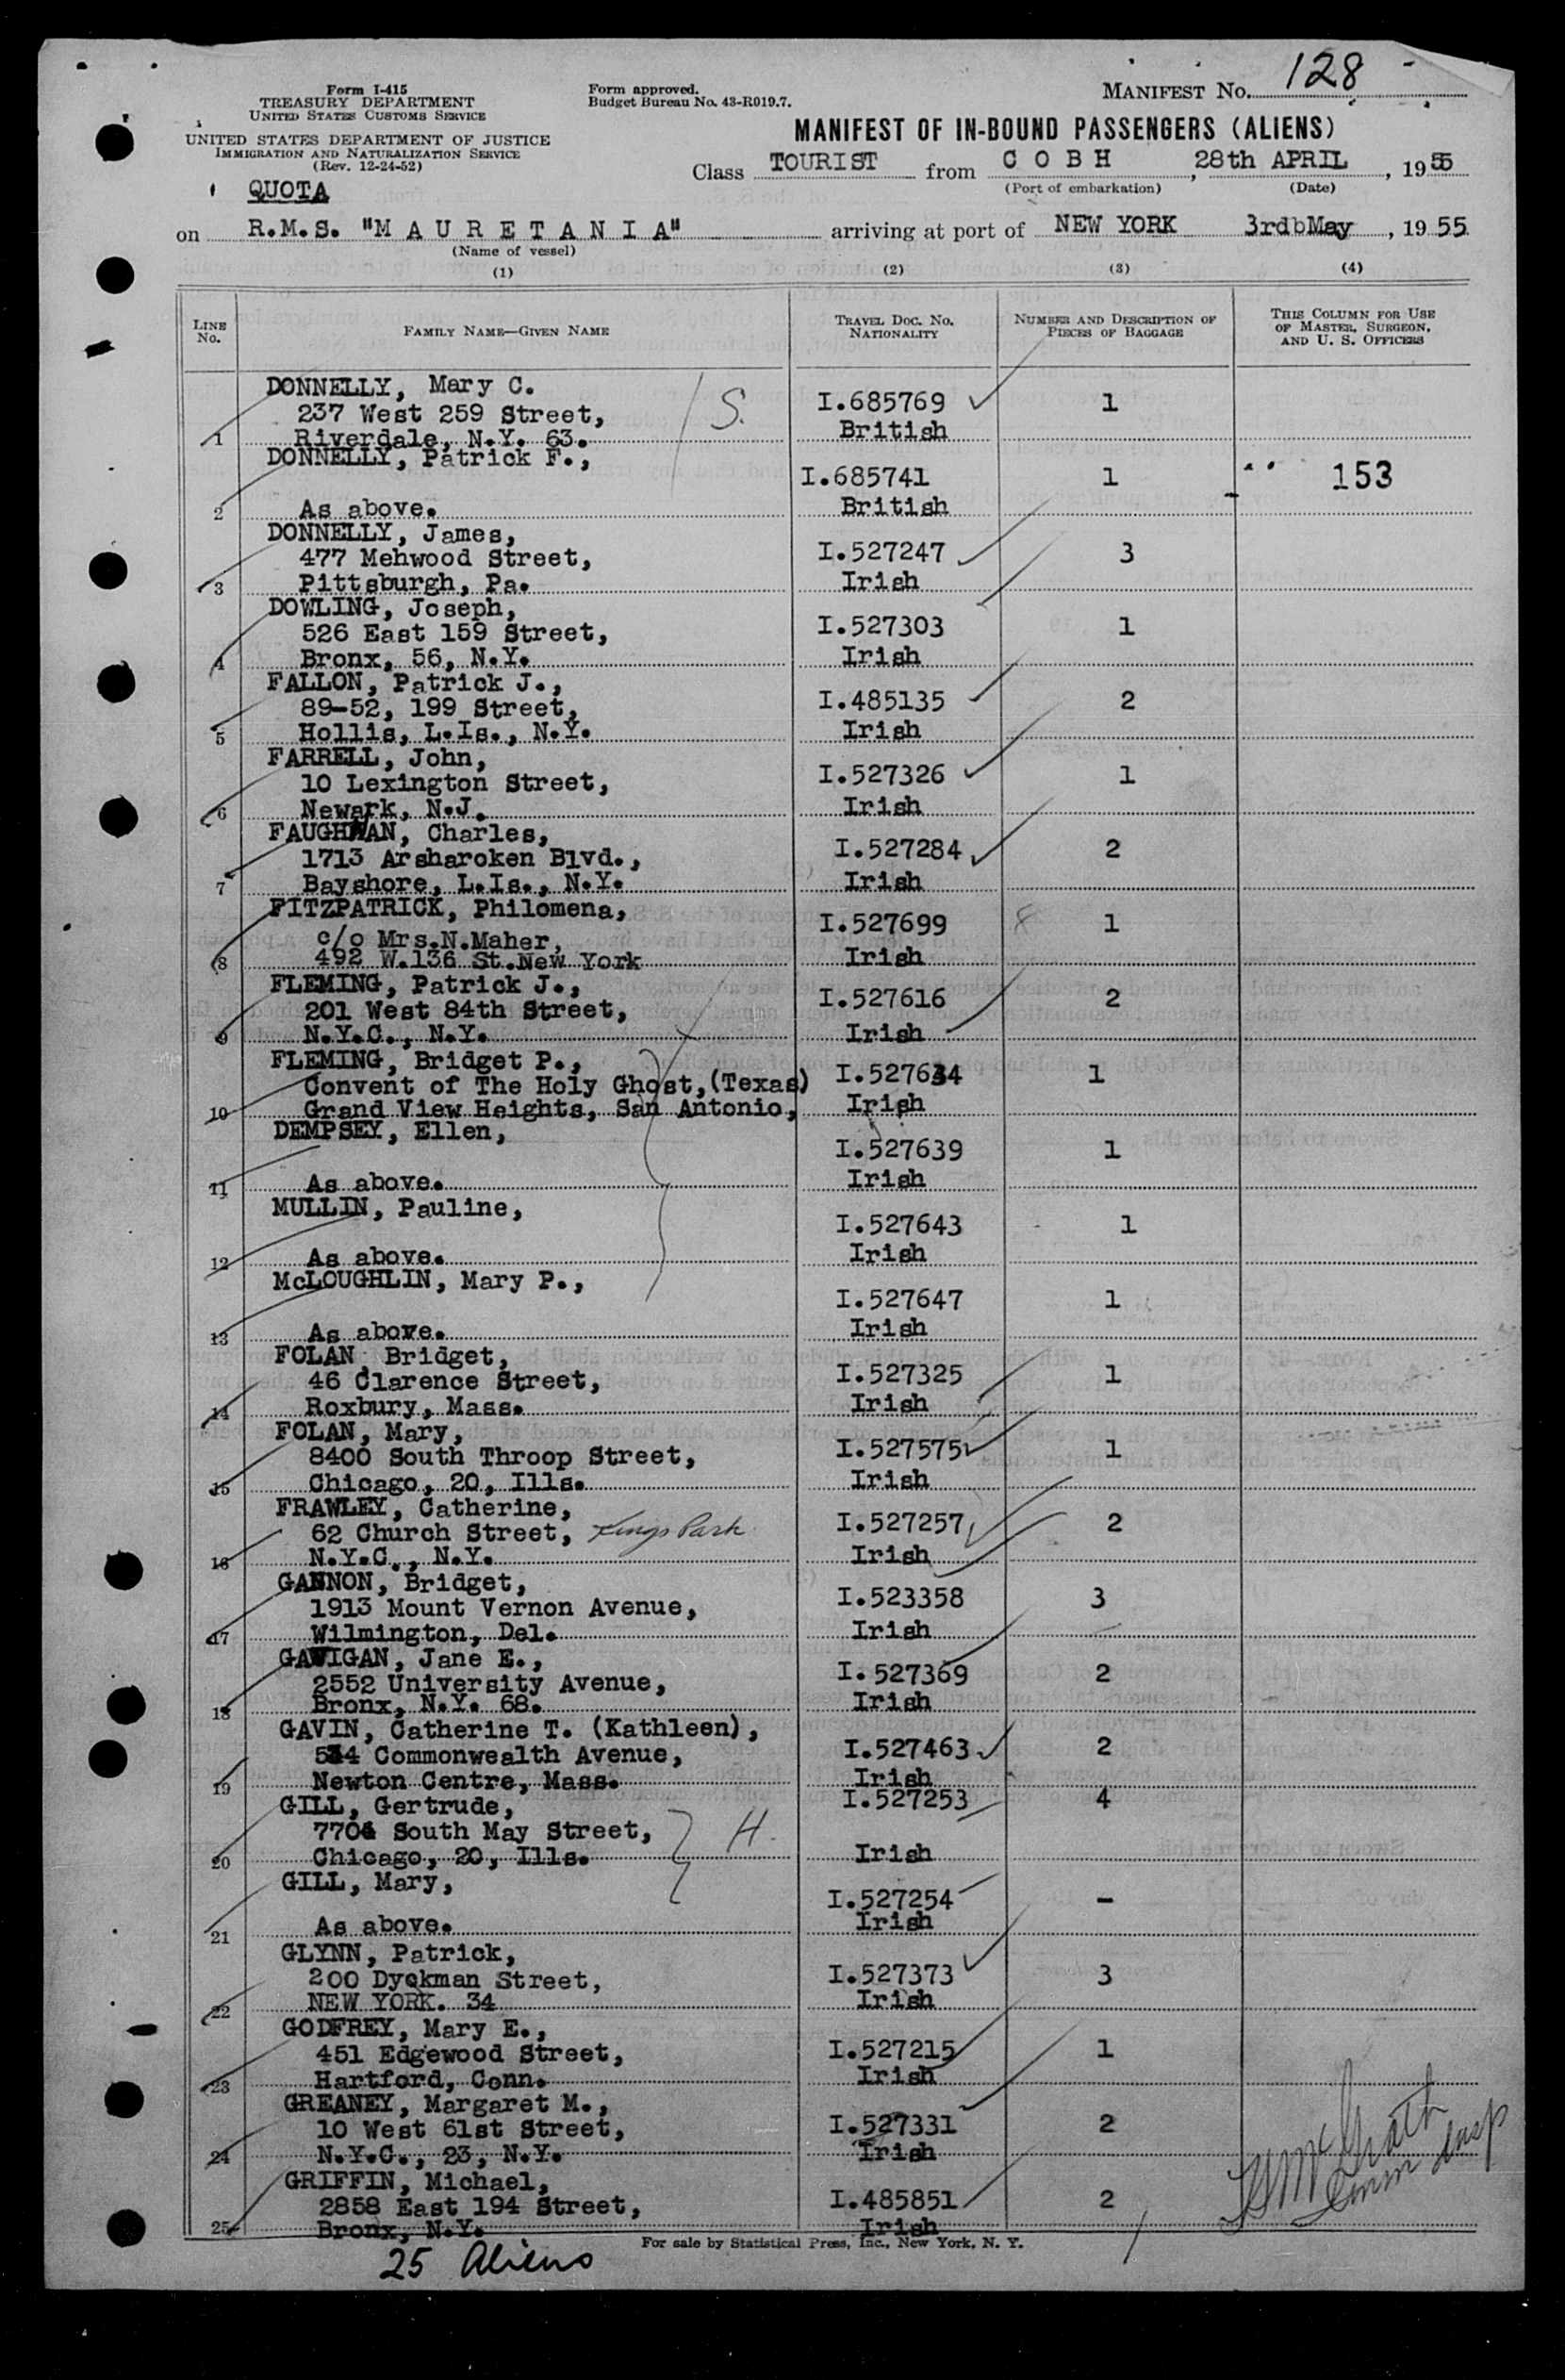 128
Form I-415
TREASURY DEPARTMENT
UNITED STATES CUSTOMS SERVICE
UNITED STATES DEPARTMENT OF JUSTICE
IMMIGRATION AND NATURALIZATION SERVICE
(Rev. 12-24-52)
Form approved.
Budget Bureau No. 43-R019.7.
MANIFEST No.
MANIFEST OF IN-BOUND PASSENGERS (ALIENS)
Class TOURIST from C O B H, 28th APRIL, 1955
(Port of embarkation) (Date)
QUOTA
on R.M.S. "M A U R E T A N I A" arriving at port of NEW YORK 3rdbMay, 1955
(Name of vessel)
(1) (2) (3) (4)
LINE No. FAMILY NAME—GIVEN NAME TRAVEL DOC. No. NATIONALITY NUMBER AND DESCRIPTION OF PIECES OF BAGGAGE THIS COLUMN FOR USE OF MASTER, SURGEON, AND U. S. OFFICERS
DONNELLY, Mary C. S.
237 West 259 Street, I.685769 1
1 Riverdale, N.Y. 63. British
DONNELLY, Patrick F., I.685741 1 153
2 As above. British
DONNELLY, James,
477 Mehwood Street, I.527247 3
3 Pittsburgh, Pa. Irish
DOWLING, Joseph,
526 East 159 Street, I.527303 1
4 Bronx, 56, N.Y. Irish
FALLON, Patrick J.,
89-52, 199 Street, I.485135 2
5 Hollis, L.Is., N.Y. Irish
FARRELL, John,
10 Lexington Street, I.527326 1
6 Newark, N.J. Irish
FAUGHNAN, Charles,
1713 Arsharoken Blvd., I.527284 2
7 Bayshore, L.Is., N.Y. Irish
FITZPATRICK, Philomena, I.527699 8 1
c/o Mrs.N.Maher,
8 492 W.136 St.New York Irish
FLEMING, Patrick J., I.527616 2
201 West 84th Street,
9 N.Y.C., N.Y. Irish
FLEMING, Bridget P., I.527634 1
Convent of The Holy Ghost,(Texas)
10 Grand View Heights, San Antonio, Irish
DEMPSEY, Ellen, I.527639 1
11 As above. Irish
MULLIN, Pauline, I.527643 1
12 As above. Irish
McLOUGHLIN, Mary P., I.527647 1
13 As above. Irish
FOLAN, Bridget,
46 Clarence Street, I.527325 1
14 Roxbury, Mass. Irish
FOLAN, Mary,
8400 South Throop Street, I.527575 1
15 Chicago, 20, Ills. Irish
FRAWLEY, Catherine,
62 Church Street, Kings Park I.527257 2
16 N.Y.C., N.Y. Irish
GANNON, Bridget,
1913 Mount Vernon Avenue, I.523358 3
17 Wilmington, Del. Irish
GAVIGAN, Jane E.,
2552 University Avenue, I.527369 2
18 Bronx, N.Y. 68. Irish
GAVIN, Catherine T. (Kathleen),
Commonwealth Avenue, I.527463 2
19 Newton Centre, Mass. Irish
GILL, Gertrude, I.527253 4
South May Street, H.
20 Chicago, 20, Ills. Irish
GILL, Mary, I.527254 -
21 As above. Irish
GLYNN, Patrick,
200 Dyckman Street, I.527373 3
22 NEW YORK. 34 Irish
GODFREY, Mary E.,
451 Edgewood Street, I.527215 1
23 Hartford, Conn. Irish
GREANEY, Margaret M.,
10 West 61st Street, I.527331 2
24 N.Y.C., 23, N.Y. Irish
GRIFFIN, Michael,
2858 East 194 Street, I.485851 2
25 Bronx, N.Y. Irish
McGrath
Imm Insp
For sale by Statistical Press, Inc., New York, N. Y.
25 Aliens